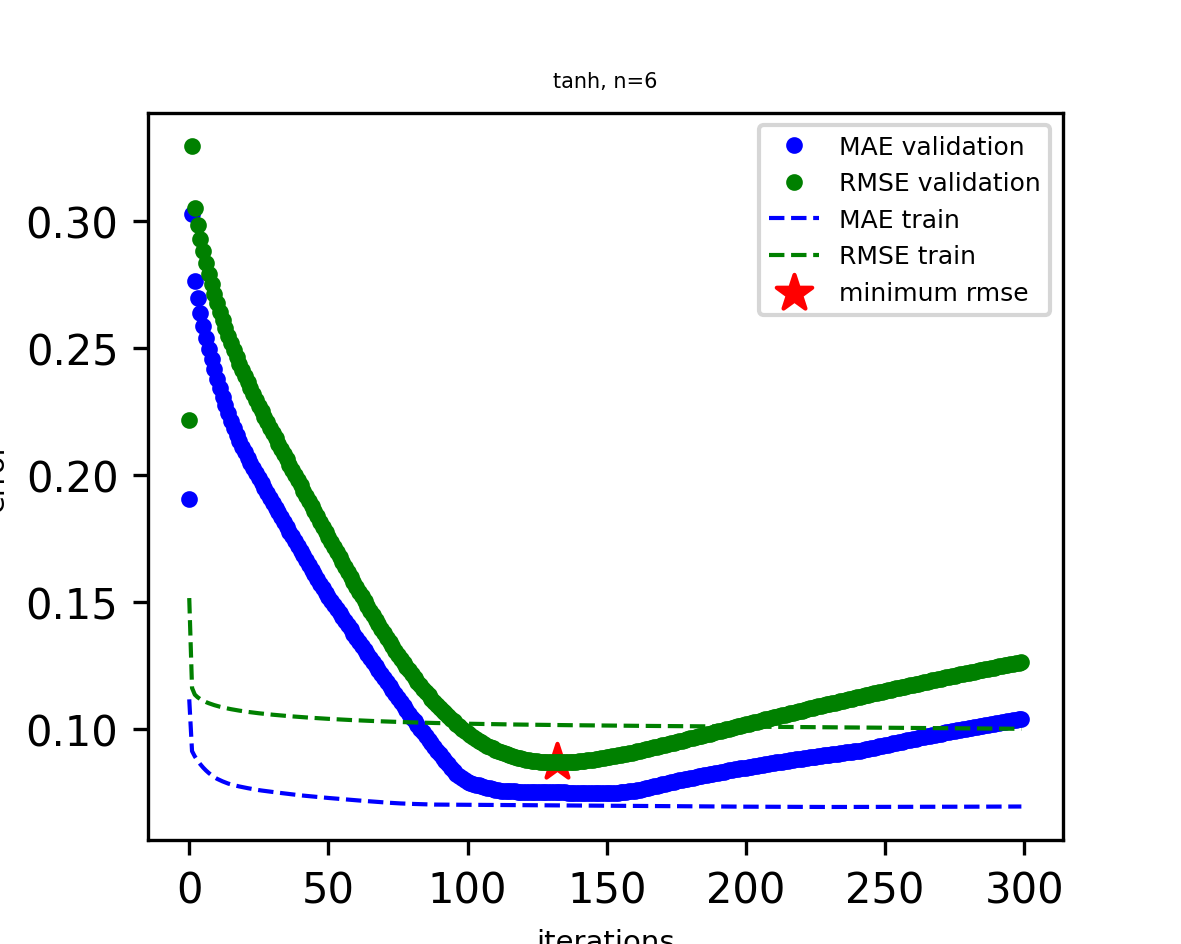 tanh, n=6
MAE validation
RMSE validation
MAE train
RMSE train
minimum rmse
0.30
0.25
0.20
0.15
0.10
0 50 100 150 200 250 300
iterations